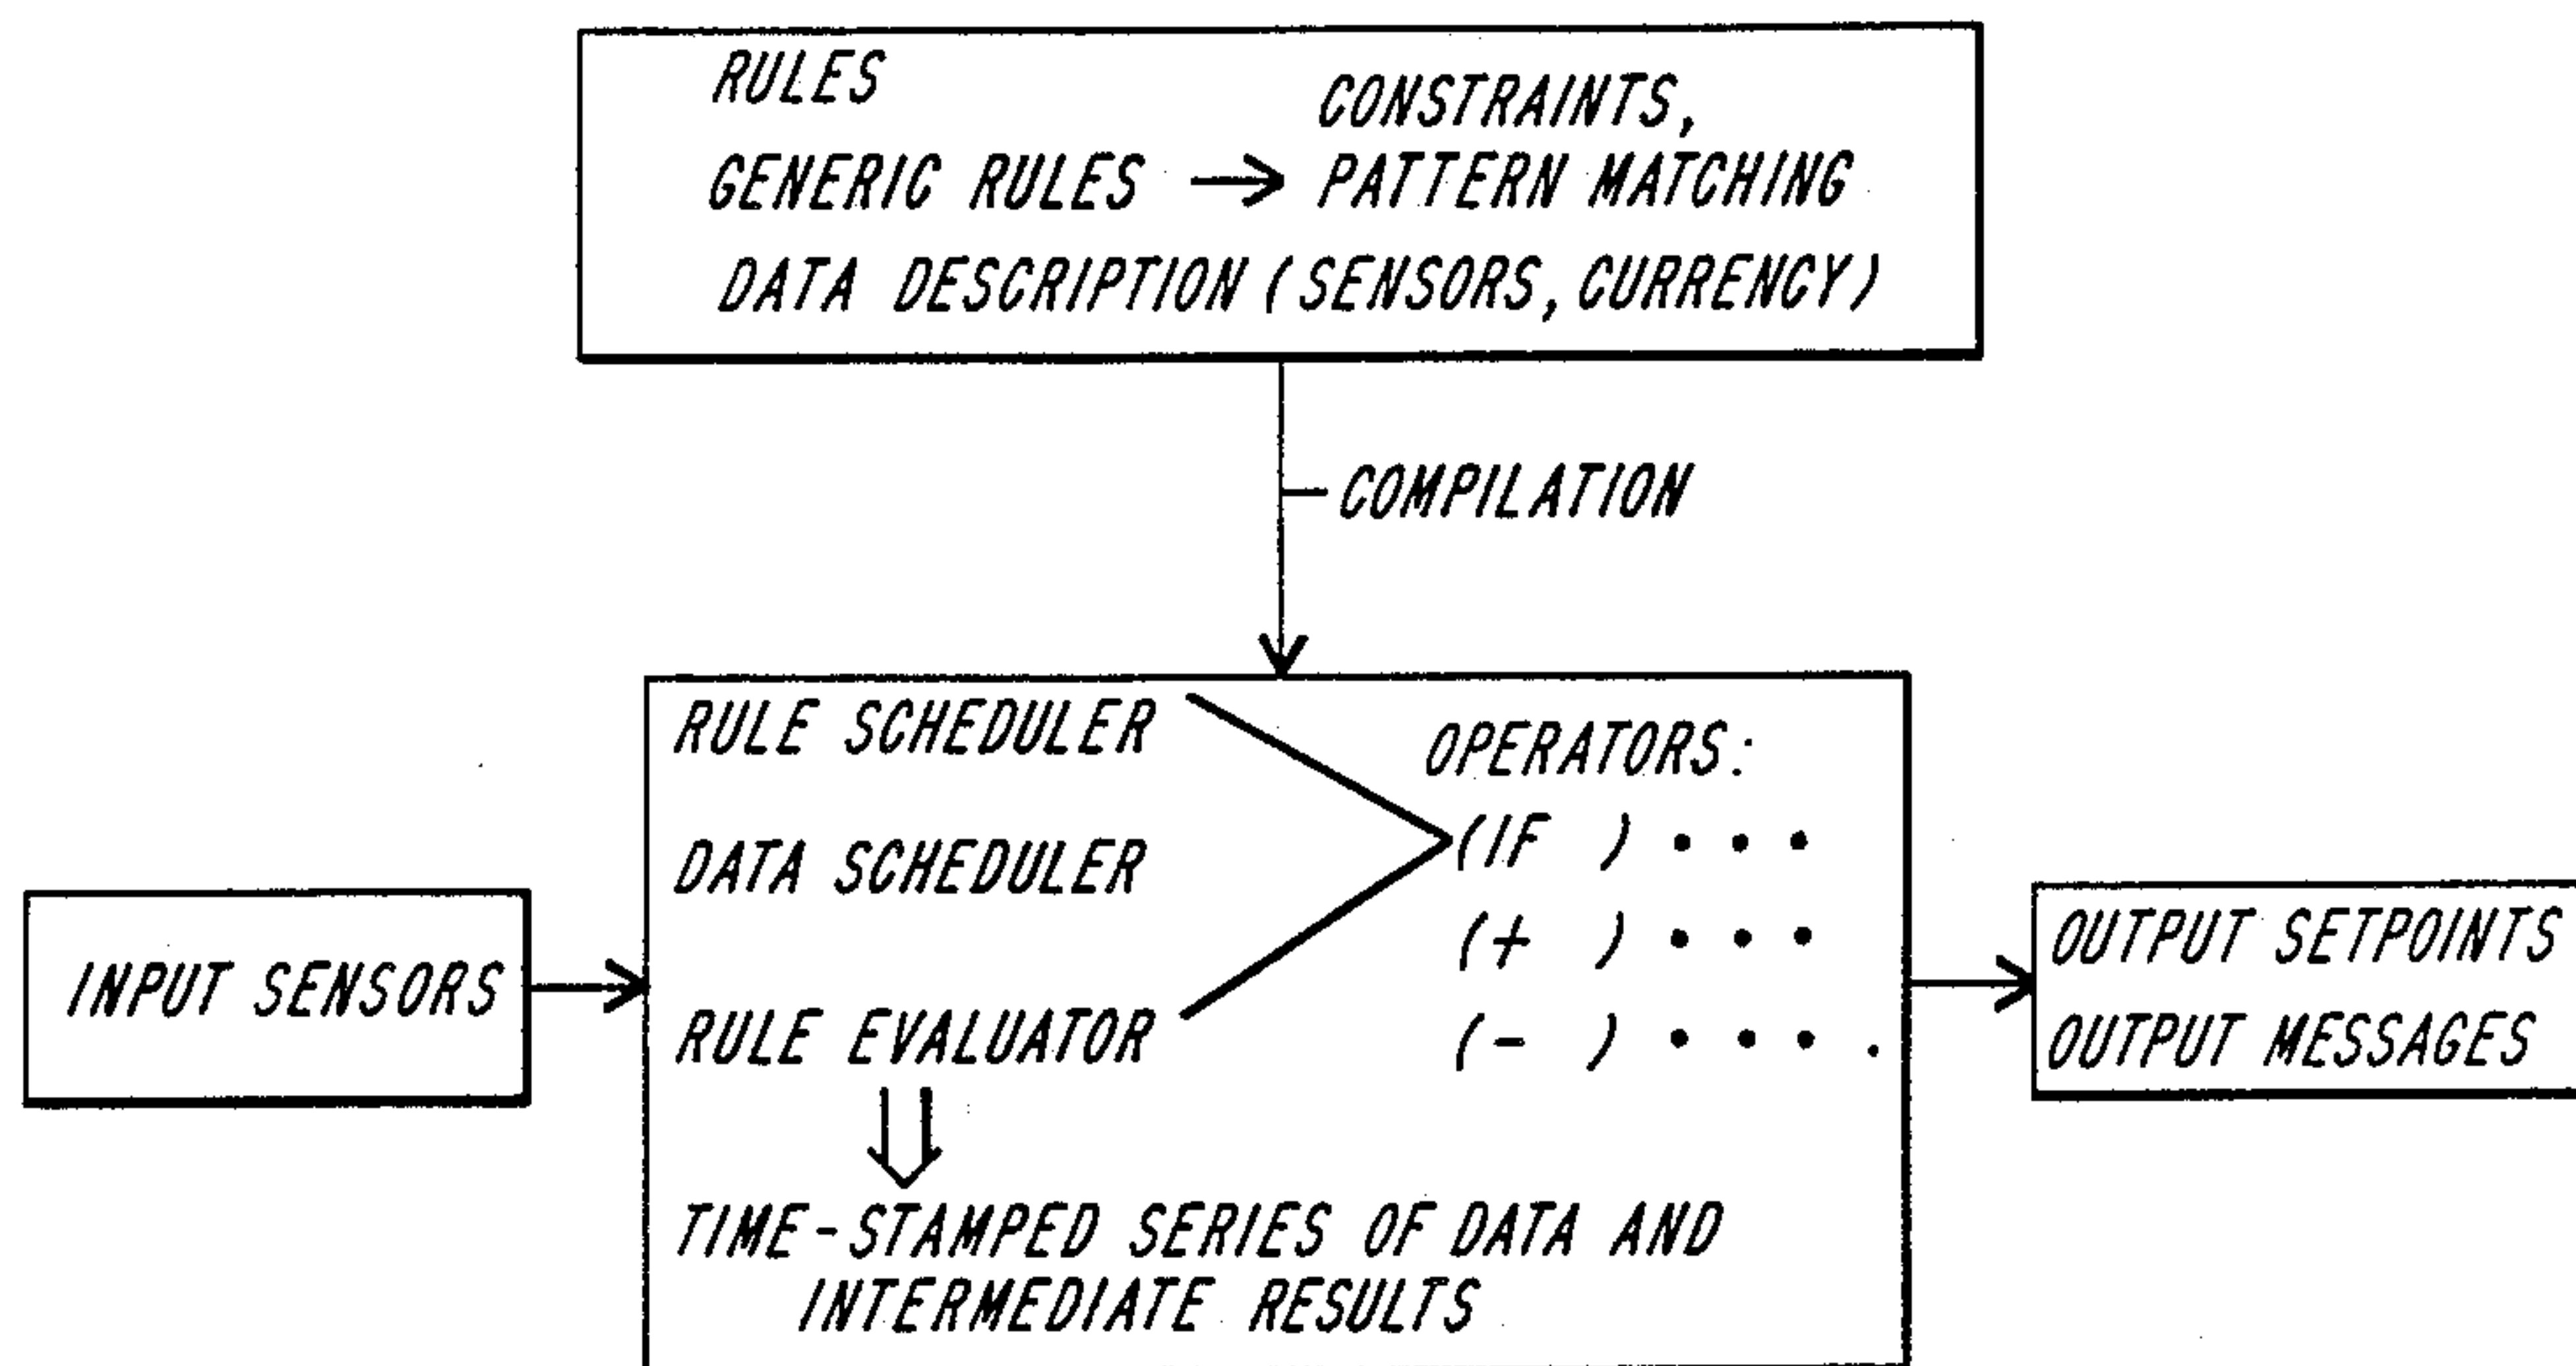 RULES
CONSTRAINTS,
GENERIC RULES → PATTERN MATCHING
DATA DESCRIPTION (SENSORS, CURRENCY)
COMPILATION
RULE SCHEDULER
DATA SCHEDULER
RULE EVALUATOR
TIME-STAMPED SERIES OF DATA AND
INTERMEDIATE RESULTS
OPERATORS:
(IF ) • • •
(+ ) • • •
(- ) • • • .
INPUT SENSORS
OUTPUT SETPOINTS
OUTPUT MESSAGES